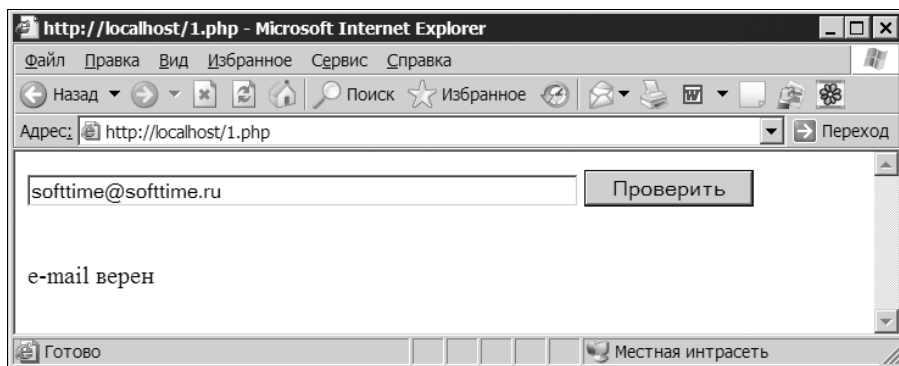 http://localhost/1.php - Microsoft Internet Explorer
Файл Правка Вид Избранное Сервис Справка
Назад Поиск Избранное
Адрес: http://localhost/1.php Переход
softtime@softtime.ru Проверить
e-mail верен
Готово Местная интрасеть